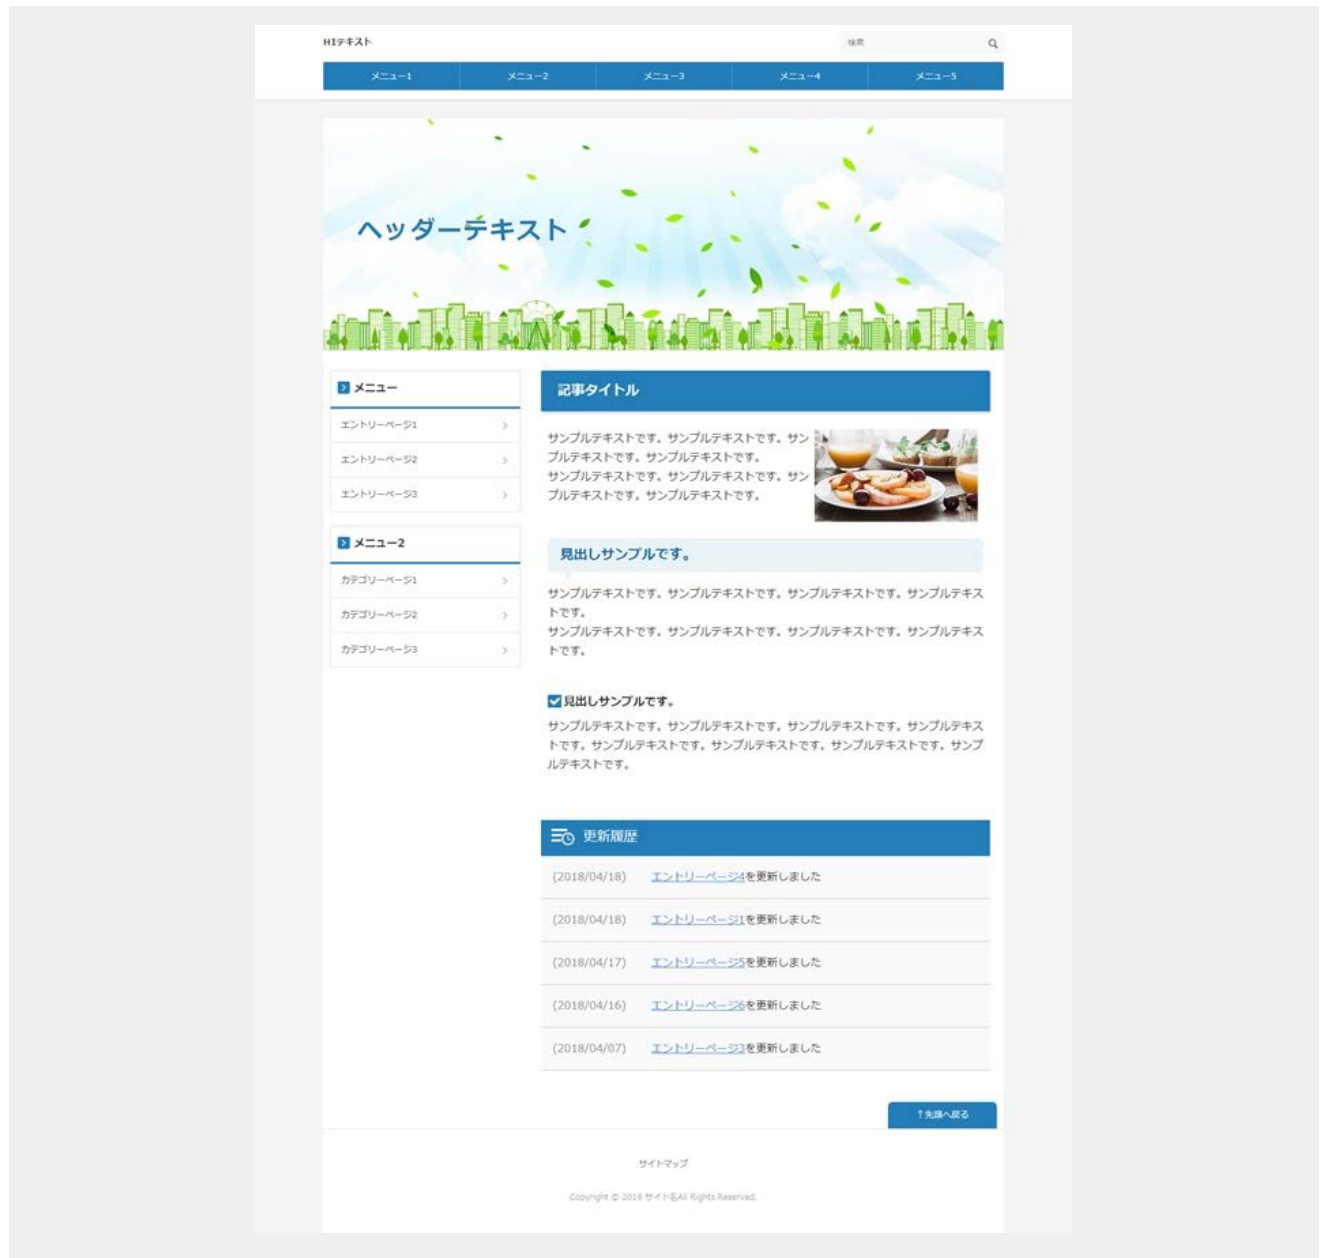 H1テキスト
検索
メニュー1 メニュー2 メニュー3 メニュー4 メニュー5
ヘッダーテキスト
メニュー
エントリーページ1
エントリーページ2
エントリーページ3
メニュー2
カテゴリーページ1
カテゴリーページ2
カテゴリーページ3
記事タイトル
サンプルテキストです。サンプルテキストです。サン
プルテキストです。サンプルテキストです。
サンプルテキストです。サンプルテキストです。サン
プルテキストです。サンプルテキストです。
見出しサンプルです。
サンプルテキストです。サンプルテキストです。サンプルテキストです。サンプルテキス
トです。
サンプルテキストです。サンプルテキストです。サンプルテキストです。サンプルテキス
トです。
見出しサンプルです。
サンプルテキストです。サンプルテキストです。サンプルテキストです。サンプルテキス
トです。サンプルテキストです。サンプルテキストです。サンプルテキストです。サンプ
ルテキストです。
更新履歴
(2018/04/18) エントリーページ4を更新しました
(2018/04/18) エントリーページ1を更新しました
(2018/04/17) エントリーページ5を更新しました
(2018/04/16) エントリーページ6を更新しました
(2018/04/07) エントリーページ3を更新しました
↑先頭へ戻る
サイトマップ
Copyright © 2018 サイト名All Rights Reserved.